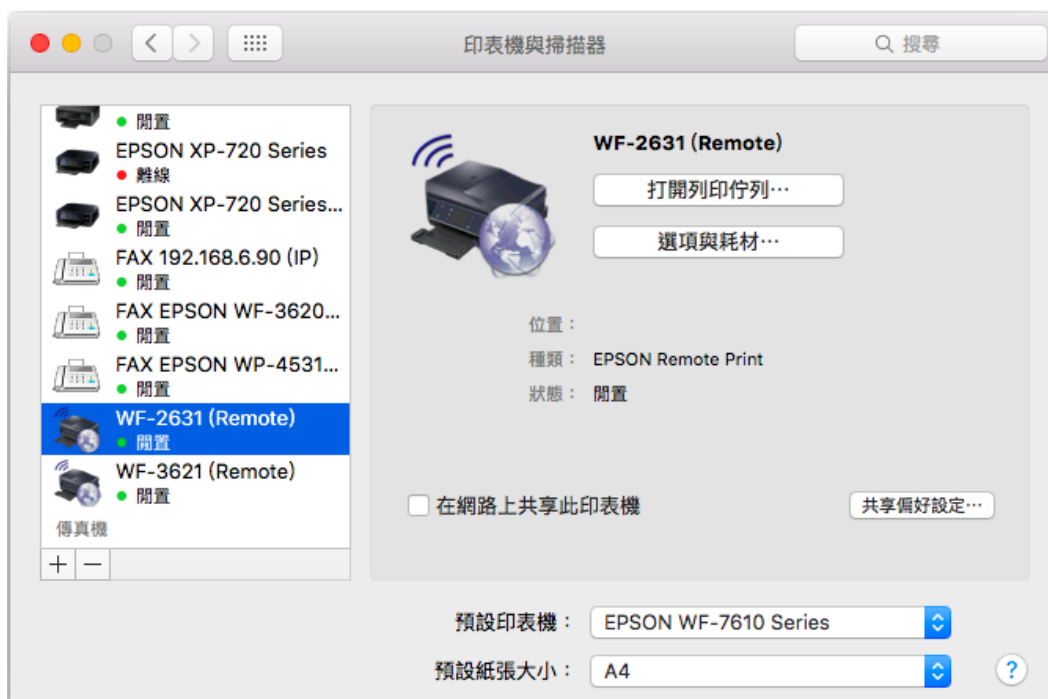 印表機與掃描器
搜尋
閒置
EPSON XP-720 Series
離線
EPSON XP-720 Series...
閒置
FAX 192.168.6.90 (IP)
閒置
FAX EPSON WF-3620...
閒置
FAX EPSON WP-4531...
閒置
WF-2631 (Remote)
閒置
WF-3621 (Remote)
閒置
傳真機
+ −
WF-2631 (Remote)
打開列印佇列⋯
選項與耗材⋯
位置：
種類： EPSON Remote Print
狀態： 閒置
在網路上共享此印表機
共享偏好設定⋯
預設印表機： EPSON WF-7610 Series
預設紙張大小： A4
?